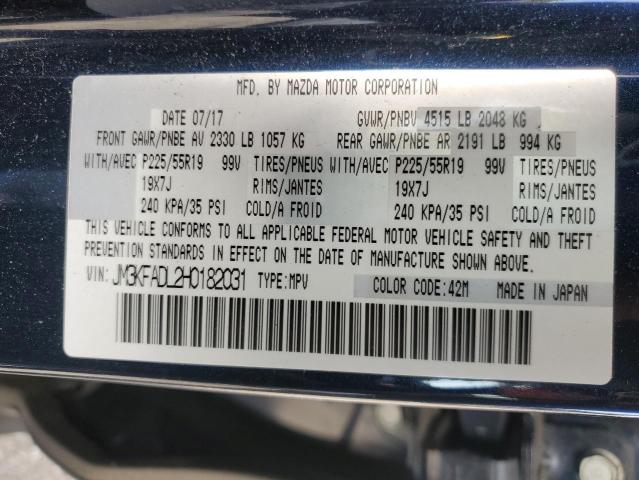 MFD. BY MAZDA MOTOR CORPORATION
DATE 07/17 GVWR/PNBV 4515 LB 2048 KG
FRONT GAWR/PNBE AV 2330 LB 1057 KG REAR GAWR/PNBE AR 2191 LB 994 KG
WITH/AVEC P225/55R19 99V TIRES/PNEUS WITH/AVEC P225/55R19 99V TIRES/PNEUS
19X7J RIMS/JANTES 19X7J RIMS/JANTES
240 KPA/35 PSI COLD/A FROID 240 KPA/35 PSI COLD/A FROID
THIS VEHICLE CONFORMS TO ALL APPLICABLE FEDERAL MOTOR VEHICLE SAFETY AND THEFT
PREVENTION STANDARDS IN EFFECT ON THE DATE OF MANUFACTURE SHOWN ABOVE.
VIN: JM3KFADL2H0182031 TYPE:MPV COLOR CODE:42M MADE IN JAPAN